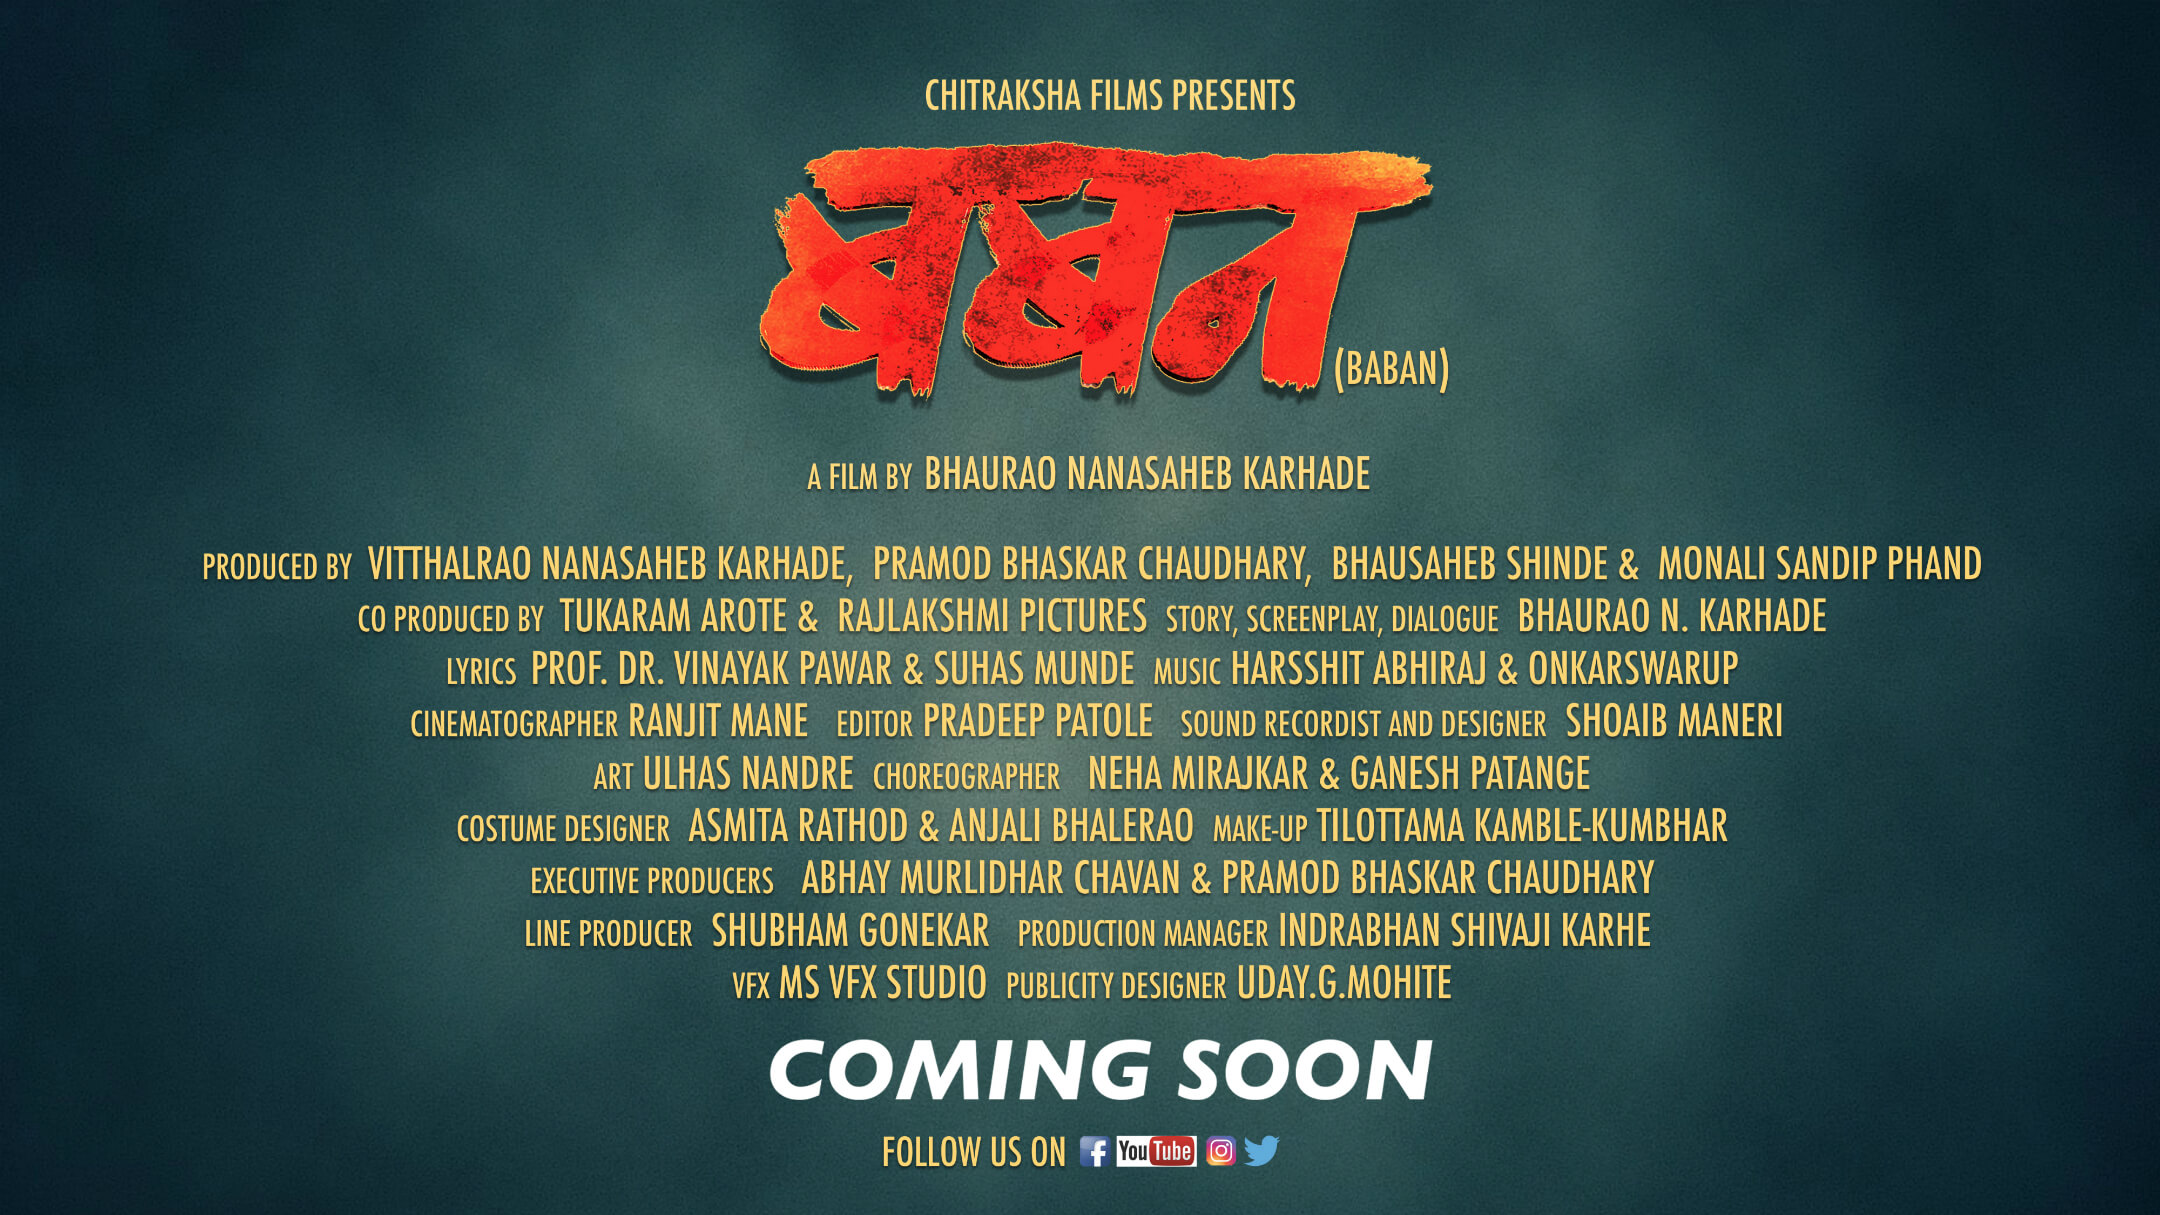 CHITRAKSHA FILMS PRESENTS
बबन
(BABAN)
A FILM BY BHAURAO NANASAHEB KARHADE
PRODUCED BY VITTHALRAO NANASAHEB KARHADE, PRAMOD BHASKAR CHAUDHARY, BHAUSAHEB SHINDE & MONALI SANDIP PHAND
CO PRODUCED BY TUKARAM AROTE & RAJLAKSHMI PICTURES STORY, SCREENPLAY, DIALOGUE BHAURAO N. KARHADE
LYRICS PROF. DR. VINAYAK PAWAR & SUHAS MUNDE MUSIC HARSSHIT ABHIRAJ & ONKARSWARUP
CINEMATOGRAPHER RANJIT MANE EDITOR PRADEEP PATOLE SOUND RECORDIST AND DESIGNER SHOAIB MANERI
ART ULHAS NANDRE CHOREOGRAPHER NEHA MIRAJKAR & GANESH PATANGE
COSTUME DESIGNER ASMITA RATHOD & ANJALI BHALERAO MAKE-UP TILOTTAMA KAMBLE-KUMBHAR
EXECUTIVE PRODUCERS ABHAY MURLIDHAR CHAVAN & PRAMOD BHASKAR CHAUDHARY
LINE PRODUCER SHUBHAM GONEKAR PRODUCTION MANAGER INDRABHAN SHIVAJI KARHE
VFX MS VFX STUDIO PUBLICITY DESIGNER UDAY.G.MOHITE
COMING SOON
FOLLOW US ON f YouTube